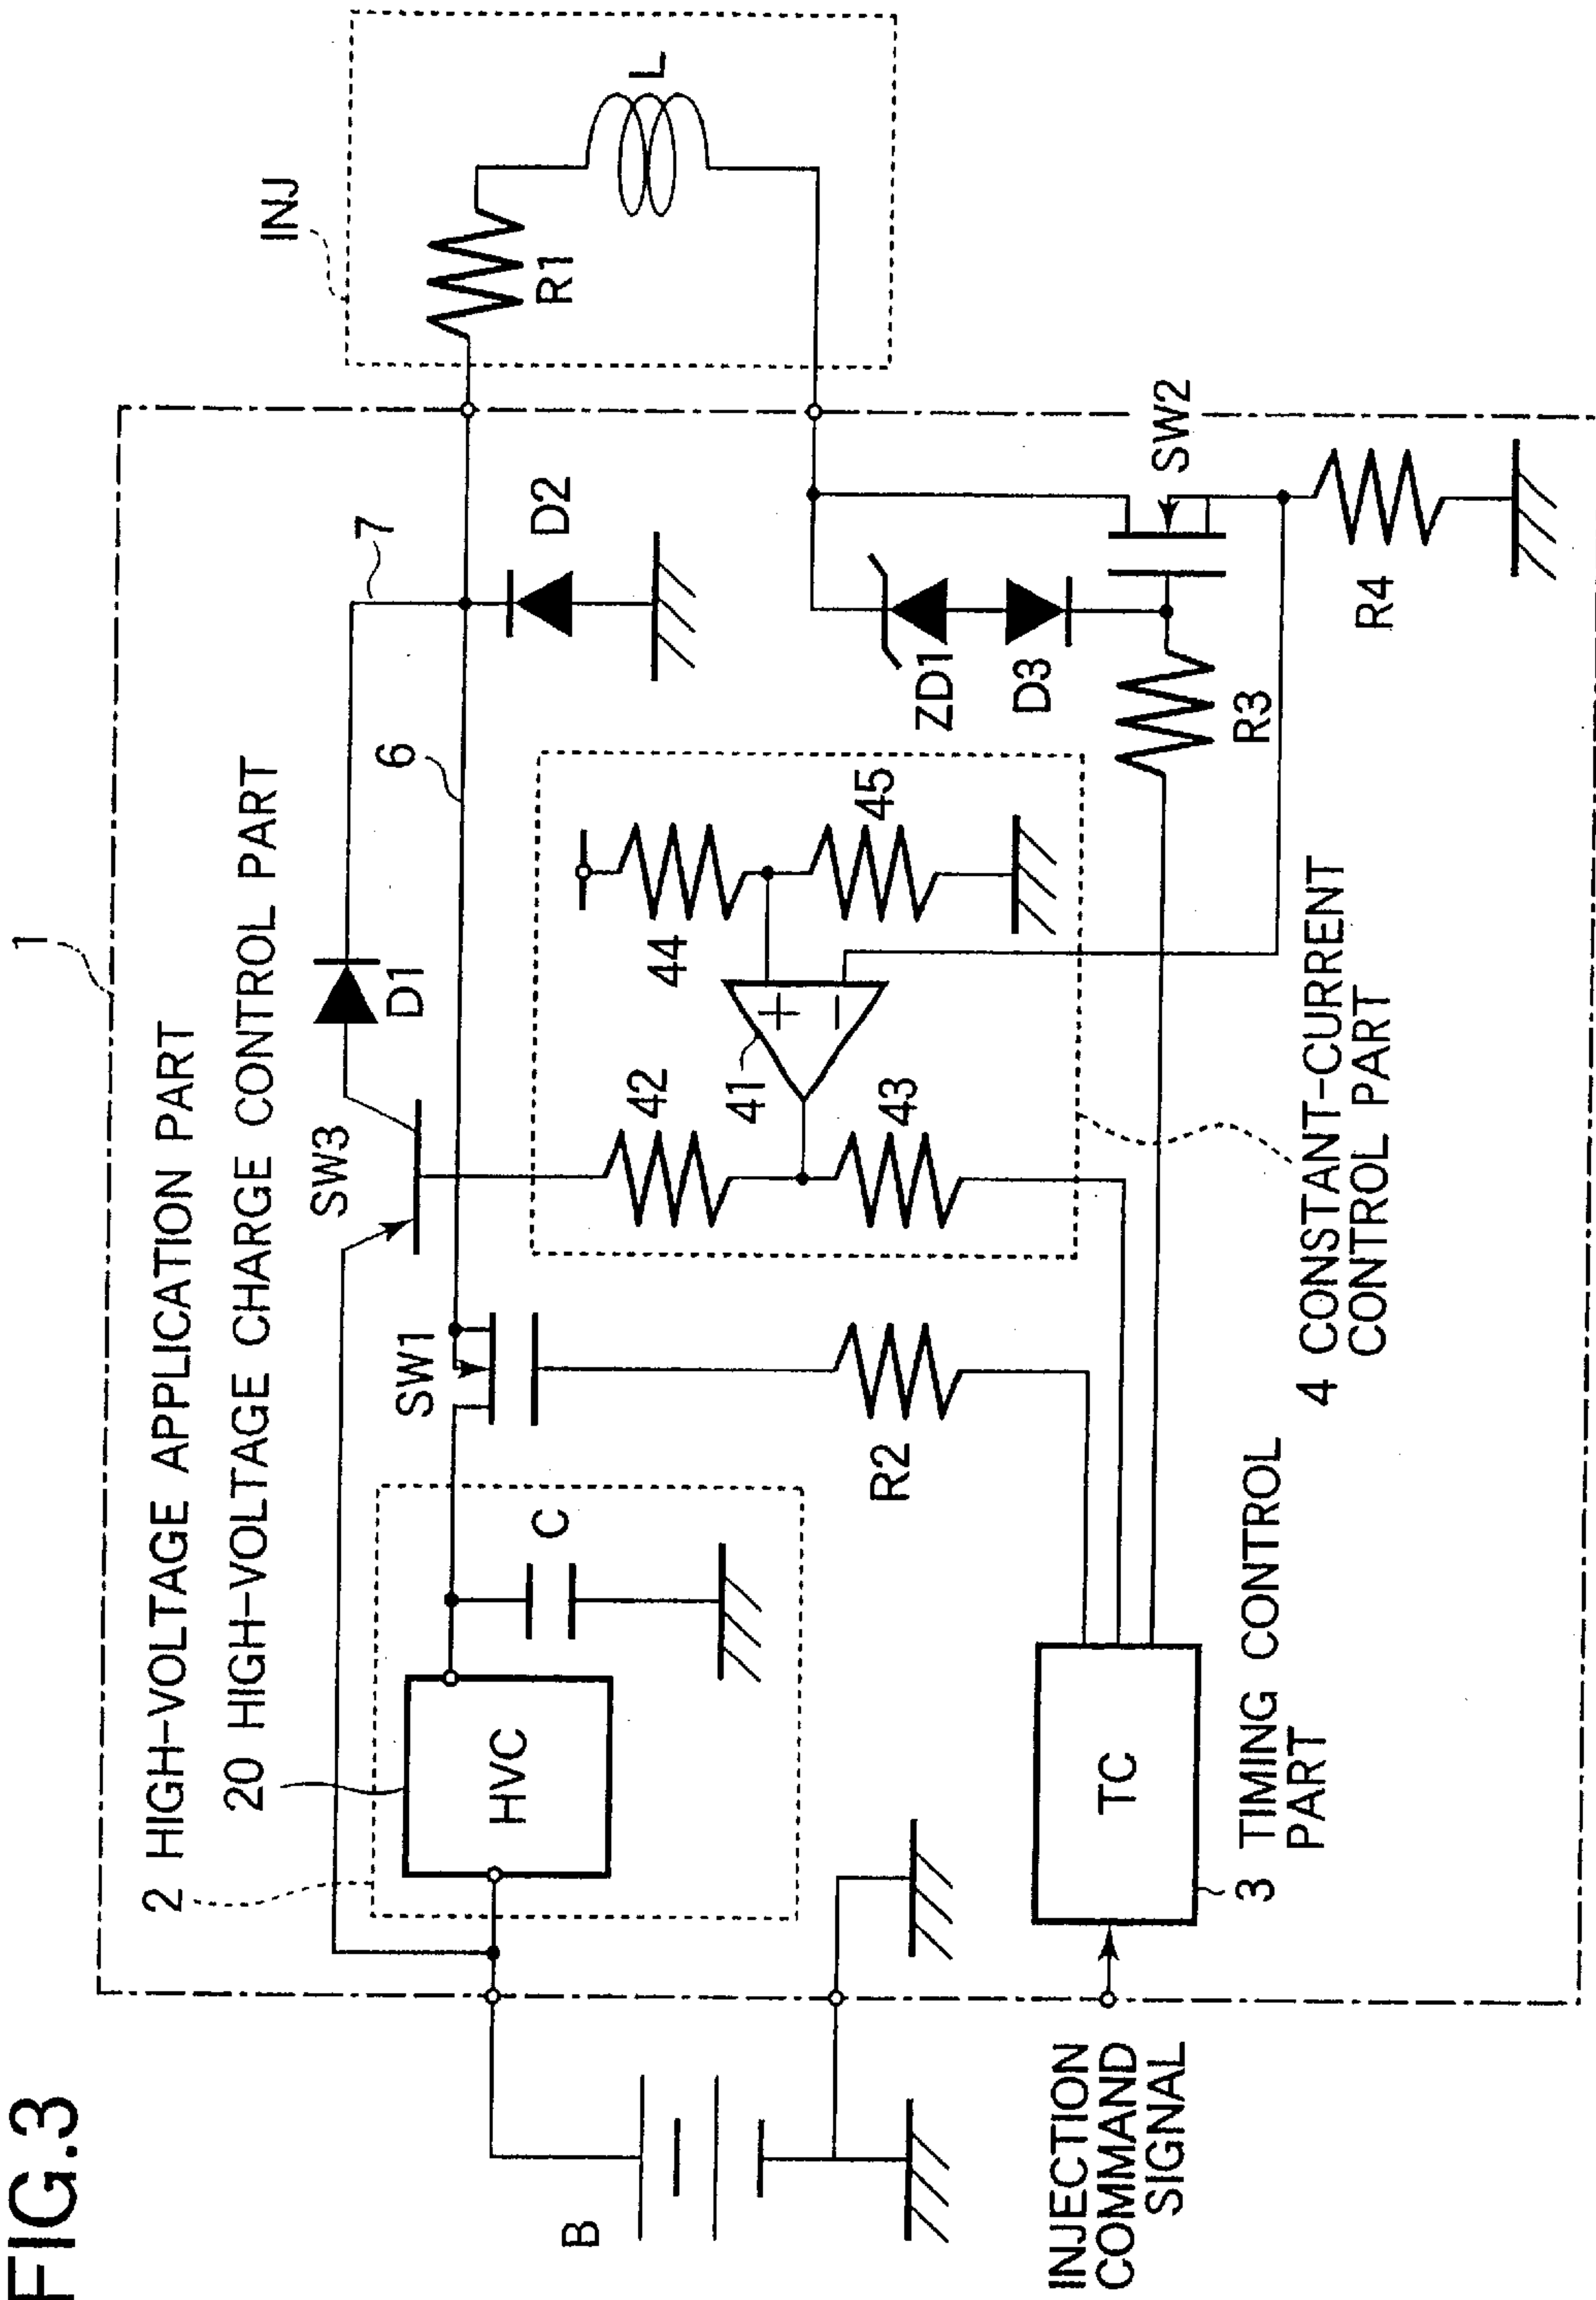 FIG.3
1
2 HIGH-VOLTAGE APPLICATION PART
20 HIGH-VOLTAGE CHARGE CONTROL PART
SW3
D1
7
6
INJ
R1
L
D2
HVC
C
SW1
R2
42
43
41
44
45
ZD1
D3
R3
SW2
R4
B
INJECTION
COMMAND
SIGNAL
TC
3 TIMING CONTROL
PART
4 CONSTANT-CURRENT
CONTROL PART
+
−